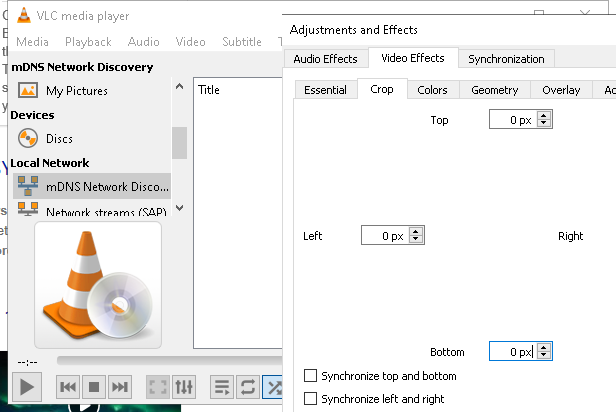 VLC media player
Media Playback Audio Video Subtitle T
mDNS Network Discovery
My Pictures
Devices
Discs
Local Network
mDNS Network Disco...
Network streams (SAP)
Title
--:--
Adjustments and Effects
Audio Effects Video Effects Synchronization
Essential Crop Colors Geometry Overlay
Top 0 px
Left 0 px Right
Bottom 0 px
Synchronize top and bottom
Synchronize left and right